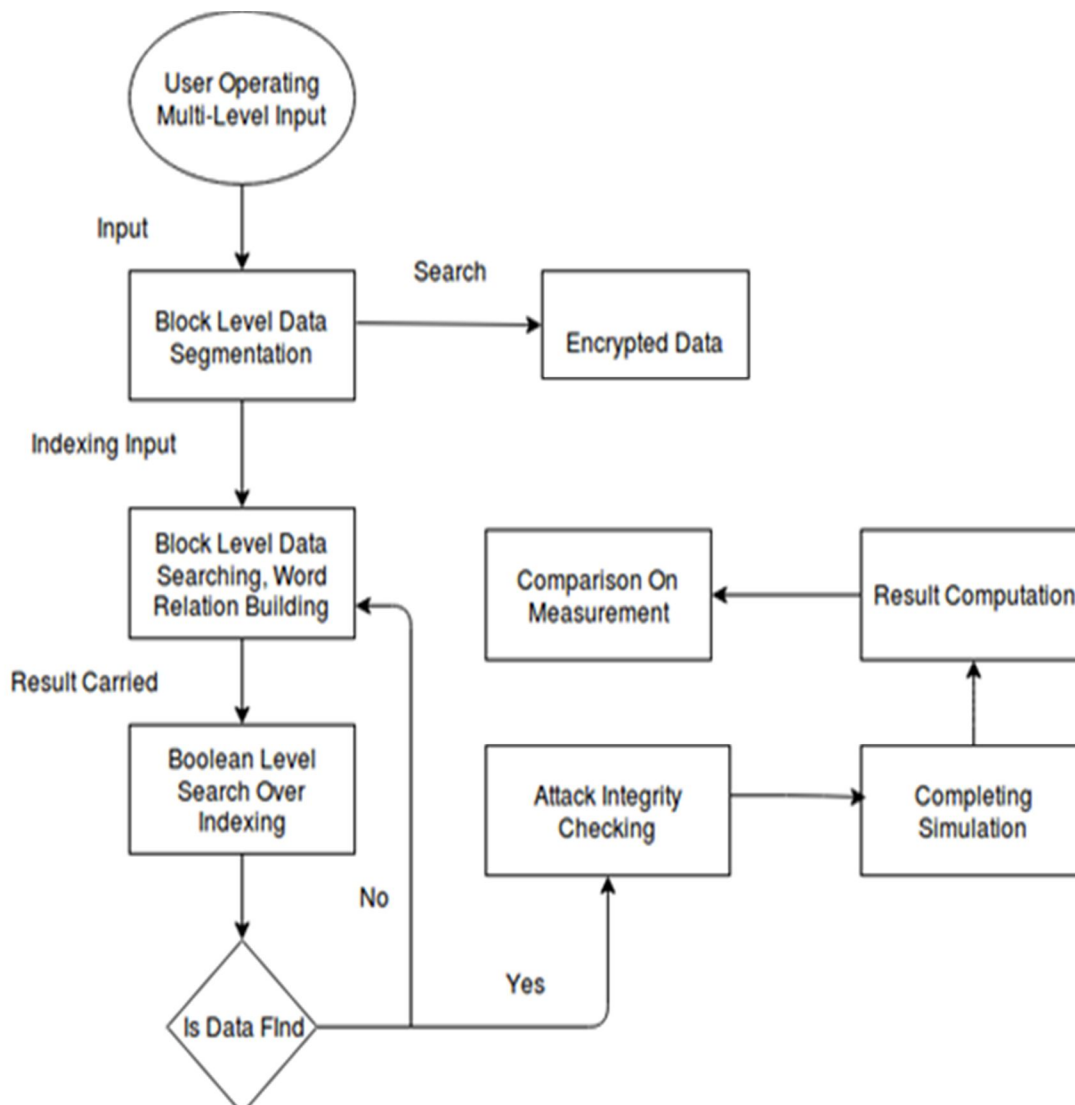 User Operating
Multi-Level Input
Input
Search
Block Level Data
Segmentation
Encrypted Data
Indexing Input
Block Level Data
Searching, Word
Relation Building
Comparison On
Measurement
Result Computation
Result Carried
Boolean Level
Search Over
Indexing
Attack Integrity
Checking
Completing
Simulation
No
Yes
Is Data FInd